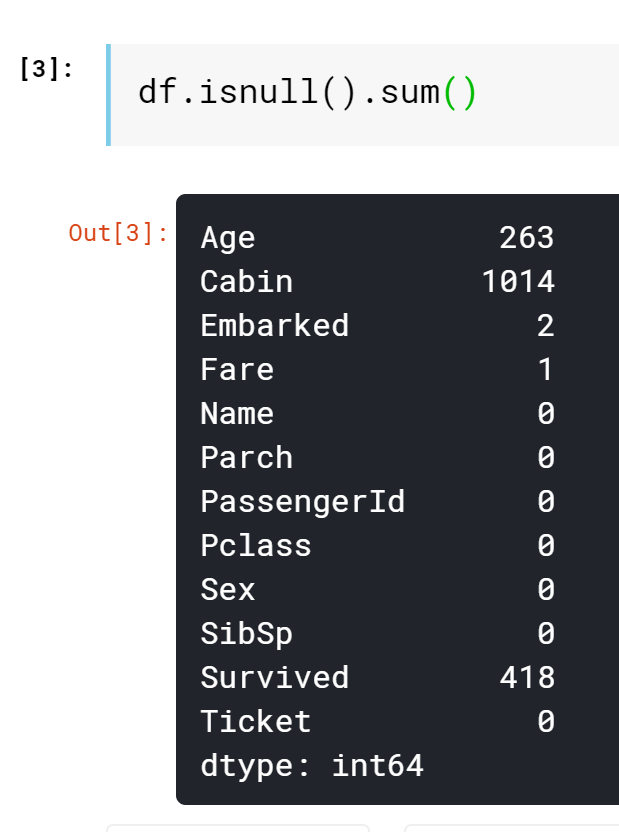 [3]:
df.isnull().sum()
Out[3]:
Age 263
Cabin 1014
Embarked 2
Fare 1
Name 0
Parch 0
PassengerId 0
Pclass 0
Sex 0
SibSp 0
Survived 418
Ticket 0
dtype: int64